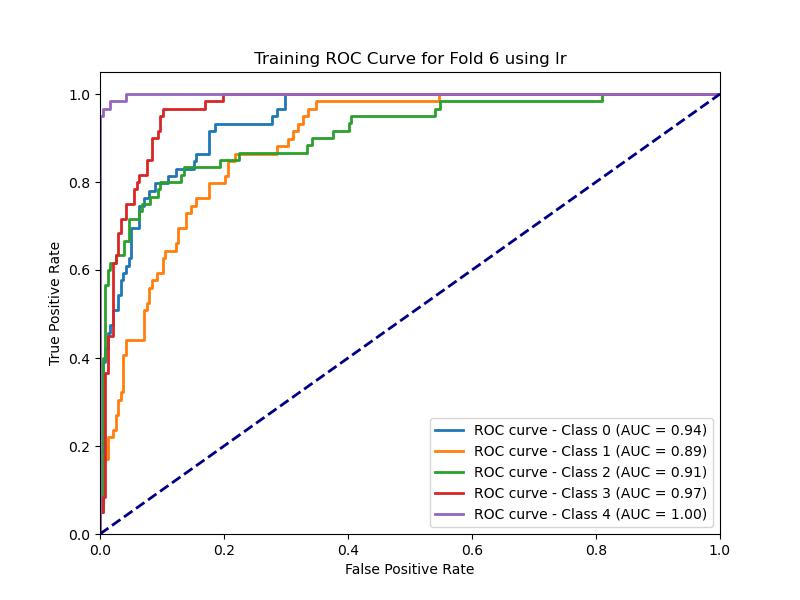 Training ROC Curve for Fold 6 using lr
True Positive Rate
1.0
0.8
0.6
0.4
0.2
0.0
ROC curve - Class 0 (AUC = 0.94)
ROC curve - Class 1 (AUC = 0.89)
ROC curve - Class 2 (AUC = 0.91)
ROC curve - Class 3 (AUC = 0.97)
ROC curve - Class 4 (AUC = 1.00)
0.0 0.2 0.4 0.6 0.8 1.0
False Positive Rate